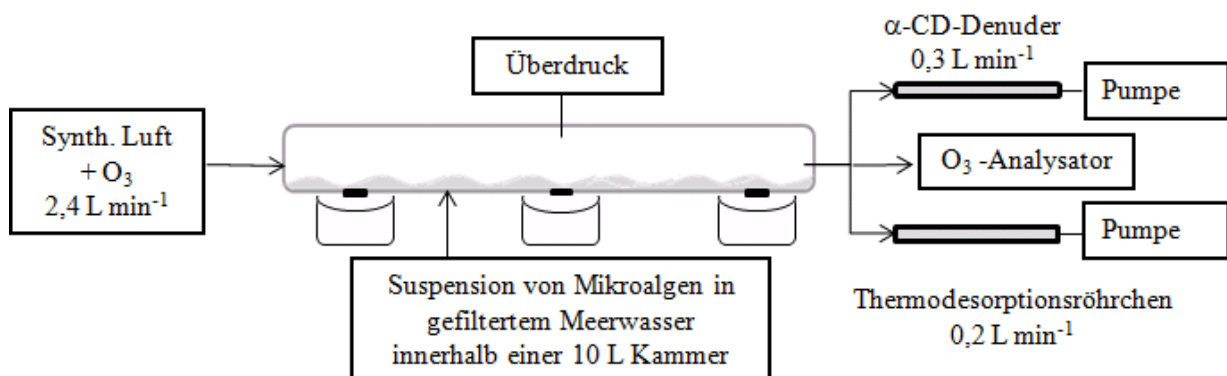 Synth. Luft
+ O₃
2,4 L min⁻¹
Überdruck
Suspension von Mikroalgen in
gefiltertem Meerwasser
innerhalb einer 10 L Kammer
α-CD-Denuder
0,3 L min⁻¹
Pumpe
O₃ -Analysator
Pumpe
Thermodesorptionsröhrchen
0,2 L min⁻¹